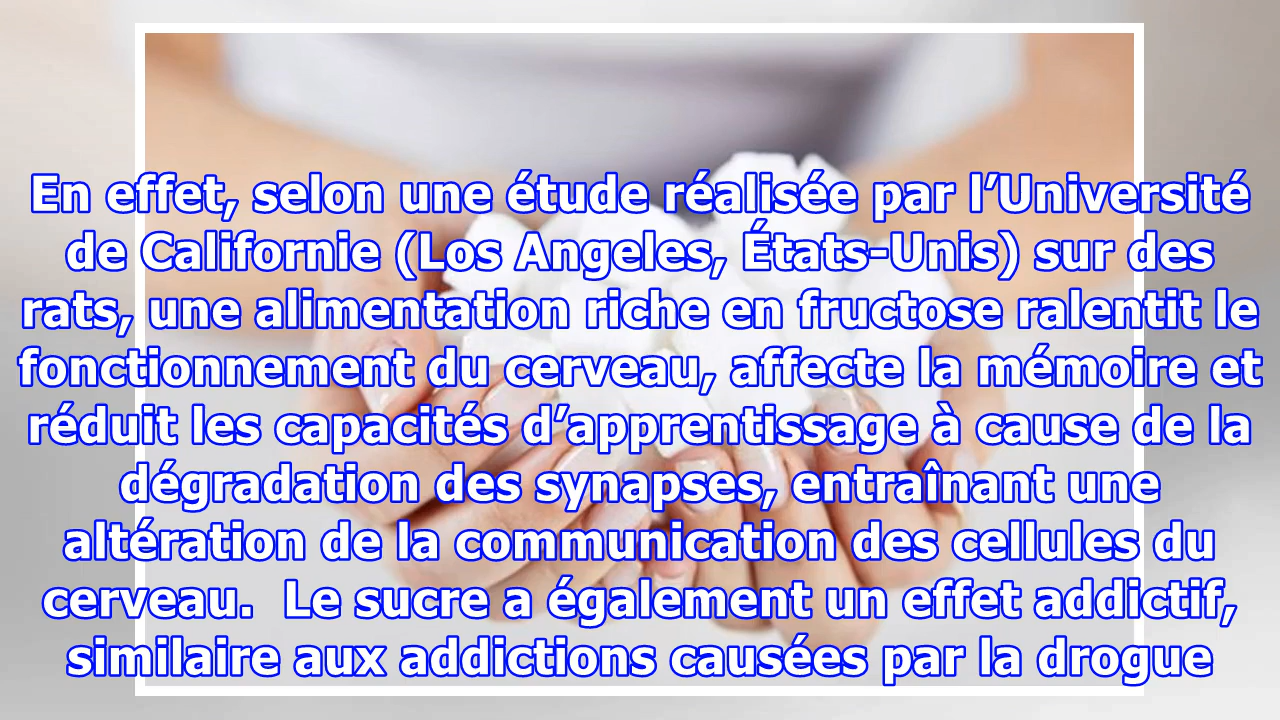 En effet, selon une étude réalisée par l’Université
de Californie (Los Angeles, États-Unis) sur des
rats, une alimentation riche en fructose ralentit le
fonctionnement du cerveau, affecte la mémoire et
réduit les capacités d’apprentissage à cause de la
dégradation des synapses, entraînant une
altération de la communication des cellules du
cerveau.  Le sucre a également un effet addictif,
similaire aux addictions causées par la drogue